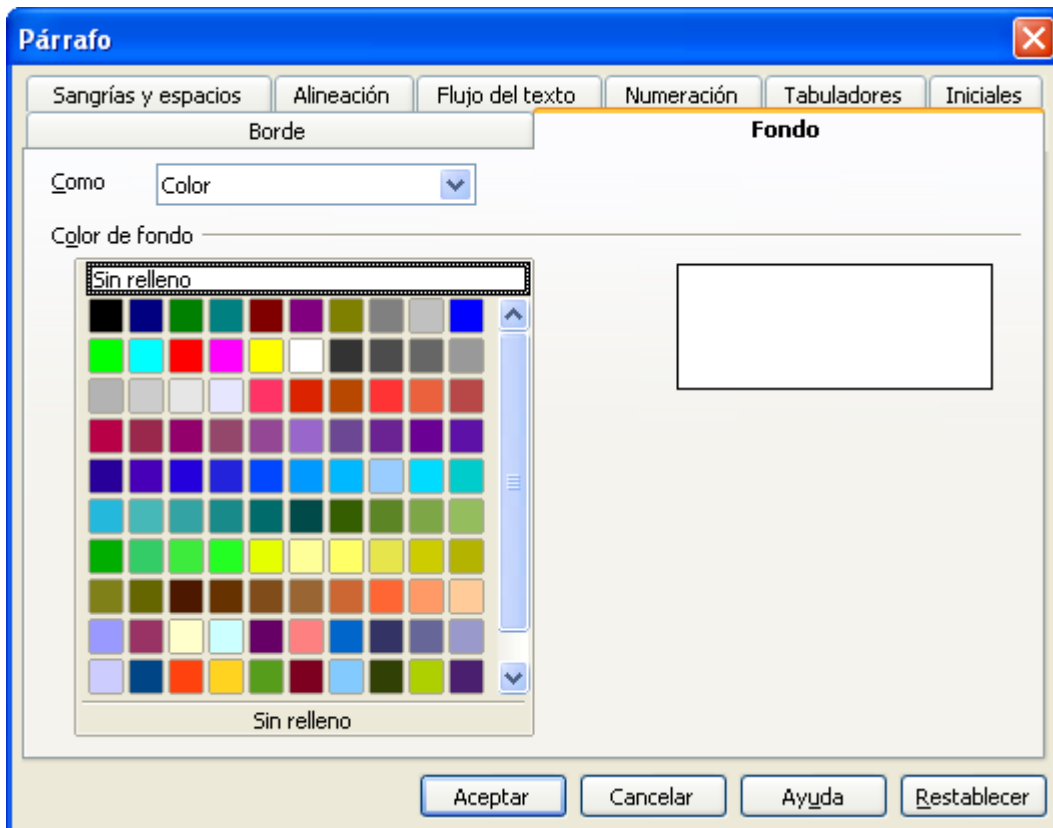 Párrafo
Sangrías y espacios Alineación Flujo del texto Numeración Tabuladores Iniciales
Borde Fondo
Como Color
Color de fondo
Sin relleno
Sin relleno
Aceptar Cancelar Ayuda Restablecer